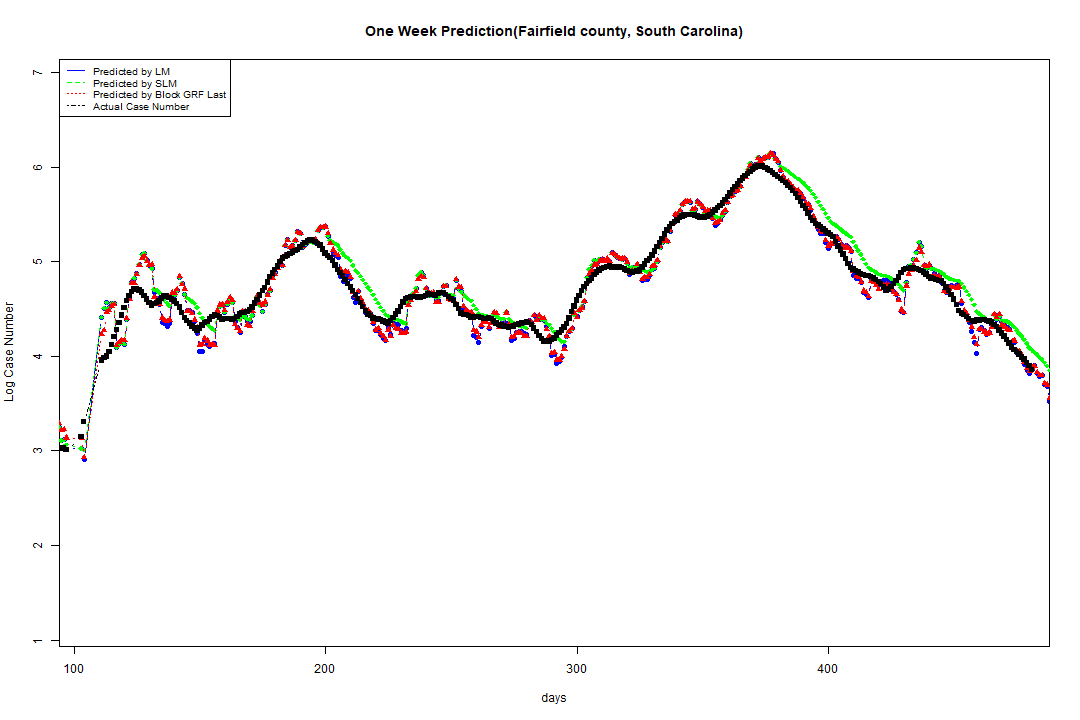 One Week Prediction(Fairfield county, South Carolina)
7
Predicted by LM
Predicted by SLM
Predicted by Block GRF Last
Actual Case Number
6
5
4
3
2
1
Log Case Number
100 200 300 400
days